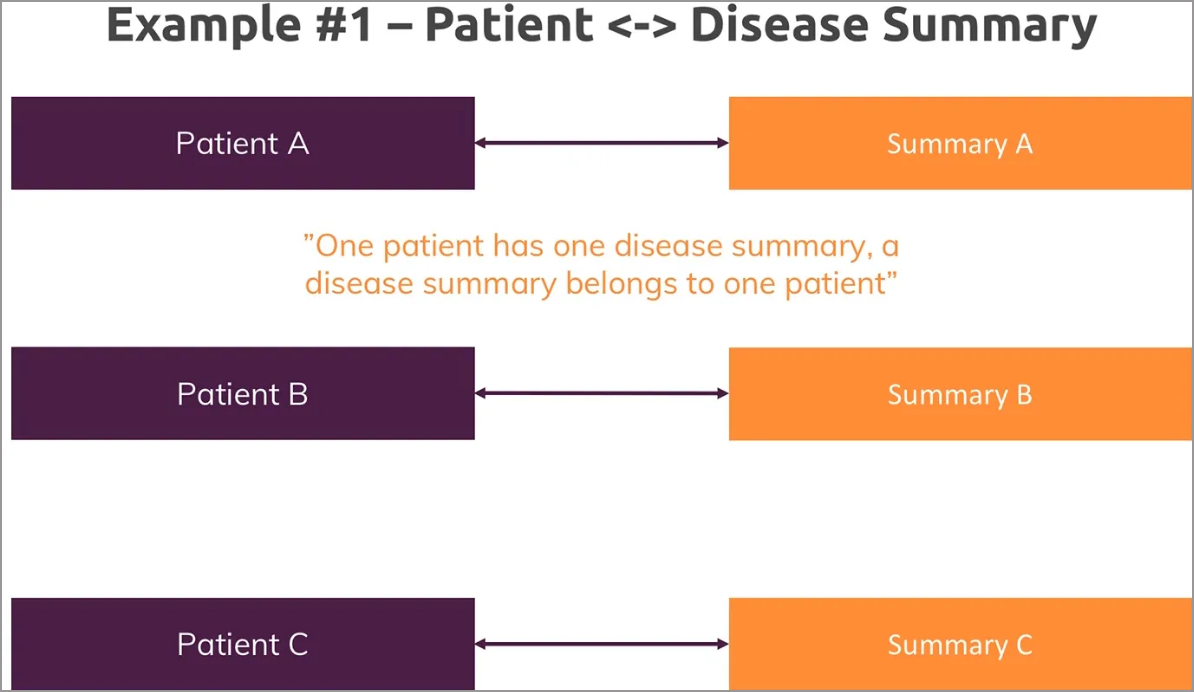 Example #1 – Patient <-> Disease Summary
Patient A
Summary A
”One patient has one disease summary, a
disease summary belongs to one patient”
Patient B
Summary B
Patient C
Summary C